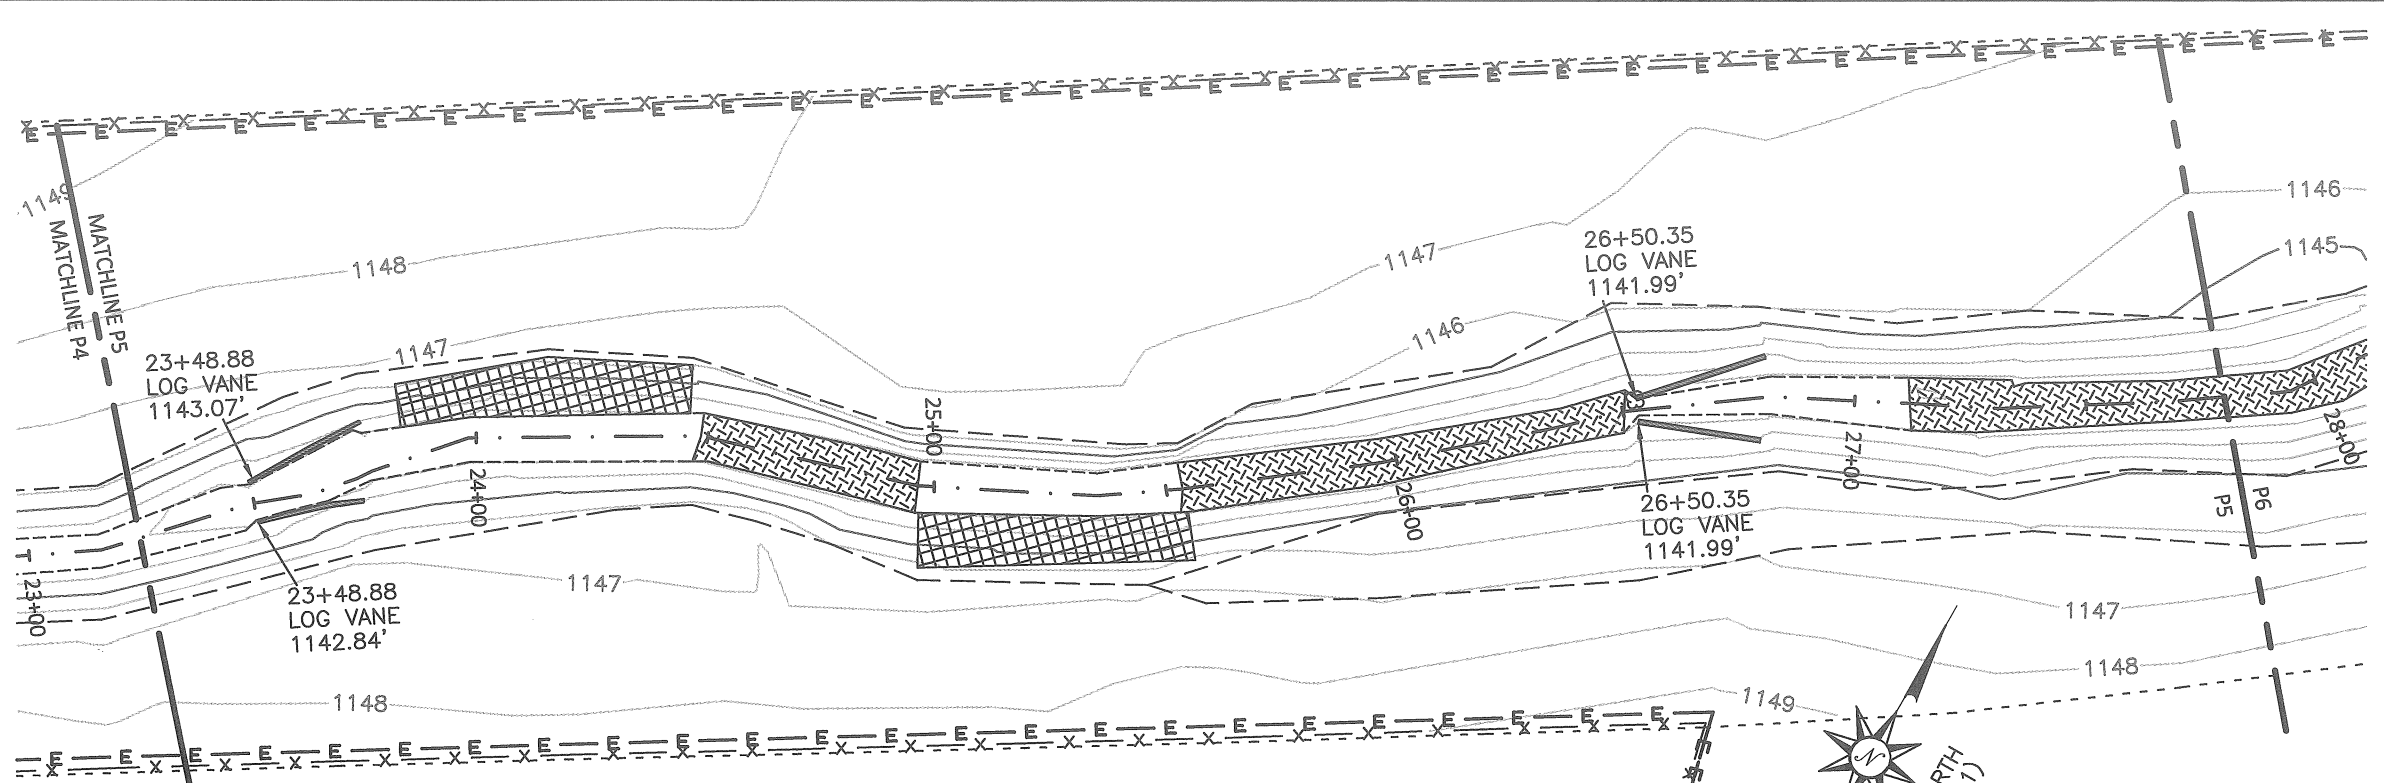 1149
MATCHLINE P5
MATCHLINE P4
1148
1147
1146
1147
1146
1145
26+50.35
LOG VANE
1141.99'
23+48.88
LOG VANE
1143.07'
23+00
24+00
25+00
26+00
27+00
28+00
23+48.88
LOG VANE
1142.84'
26+50.35
LOG VANE
1141.99'
P5
P6
1147
1148
1147
1148
1149
N